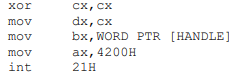 xor cx,cx
mov dx,cx
mov bx,WORD PTR [HANDLE]
mov ax,4200H
int 21H